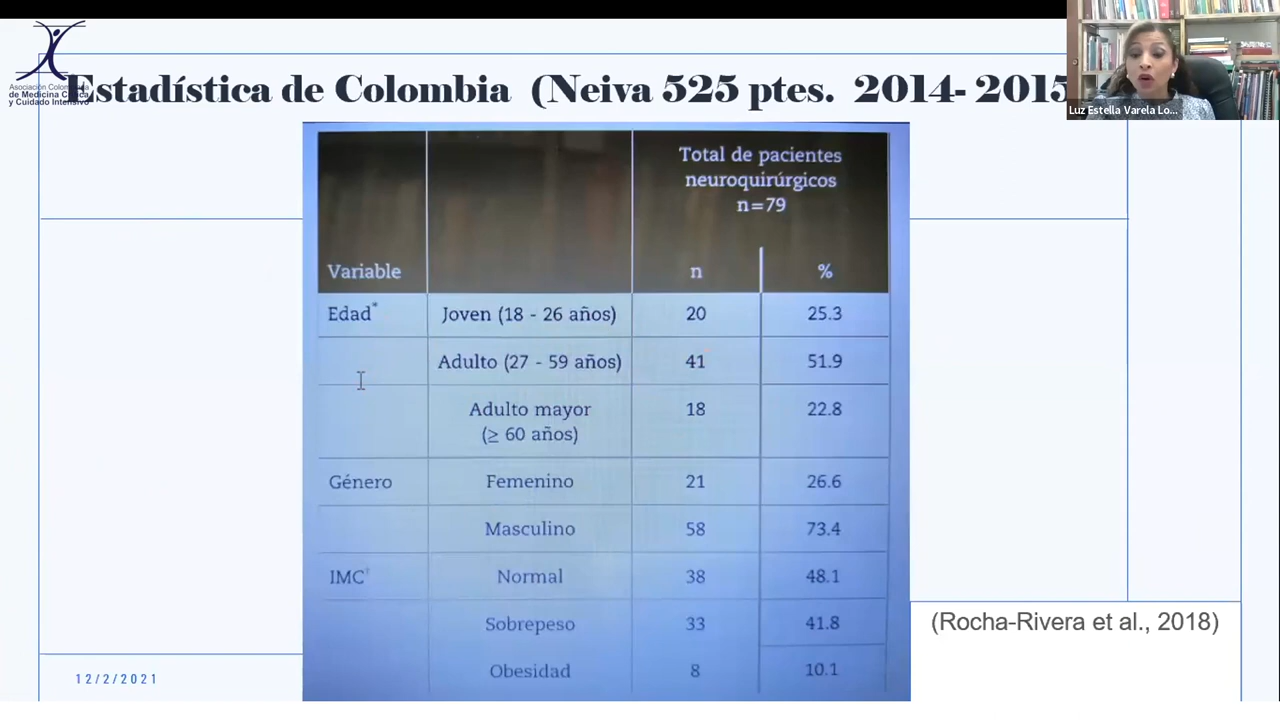 Asociación Colombiana
de Medicina Crítica
y Cuidado Intensivo
Estadística de Colombia (Neiva 525 ptes. 2014- 2015
Luz Estella Varela Lo...
Total de pacientes
neuroquirúrgicos
n=79
Variable n %
Edad* Joven (18 - 26 años) 20 25.3
Adulto (27 - 59 años) 41 51.9
Adulto mayor 18 22.8
(≥ 60 años)
Género Femenino 21 26.6
Masculino 58 73.4
IMC† Normal 38 48.1
Sobrepeso 33 41.8
Obesidad 8 10.1
(Rocha-Rivera et al., 2018)
12/2/2021